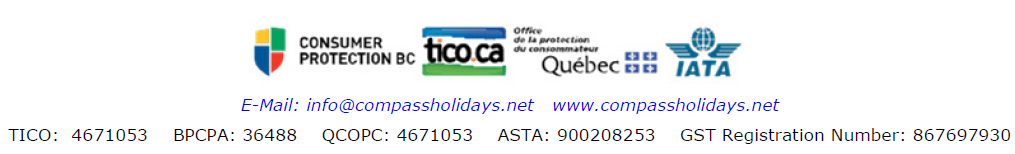 CONSUMER
PROTECTION BC
tico.ca
Office
de la protection
du consommateur
Québec
IATA
E-Mail: info@compassholidays.net www.compassholidays.net
TICO: 4671053 BPCPA: 36488 QCOPC: 4671053 ASTA: 900208253 GST Registration Number: 867697930